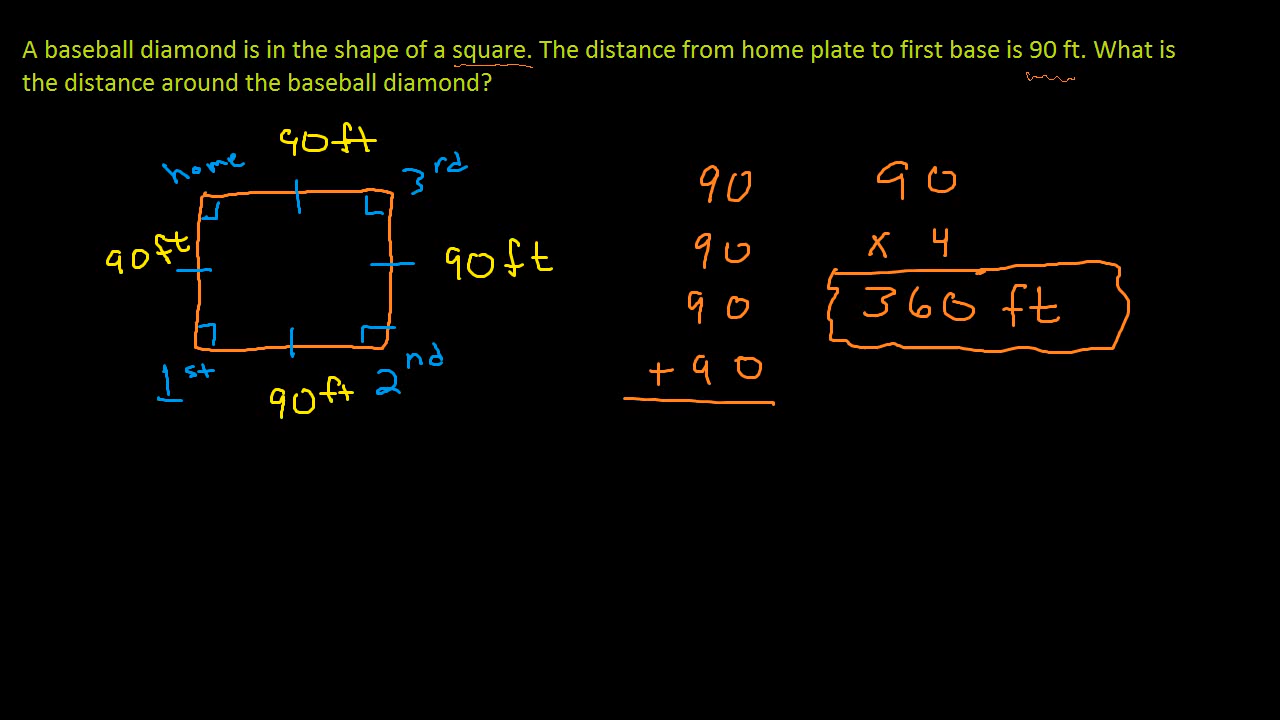 A baseball diamond is in the shape of a square. The distance from home plate to first base is 90 ft. What is
the distance around the baseball diamond?
90ft
home
3rd
90ft
90ft
1st
90ft
2nd
90
90
90
+ 90
90
x 4
360 ft